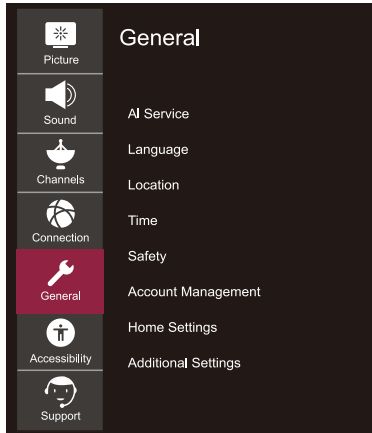 Picture
Sound
Channels
Connection
General
Accessibility
Support
General
AI Service
Language
Location
Time
Safety
Account Management
Home Settings
Additional Settings